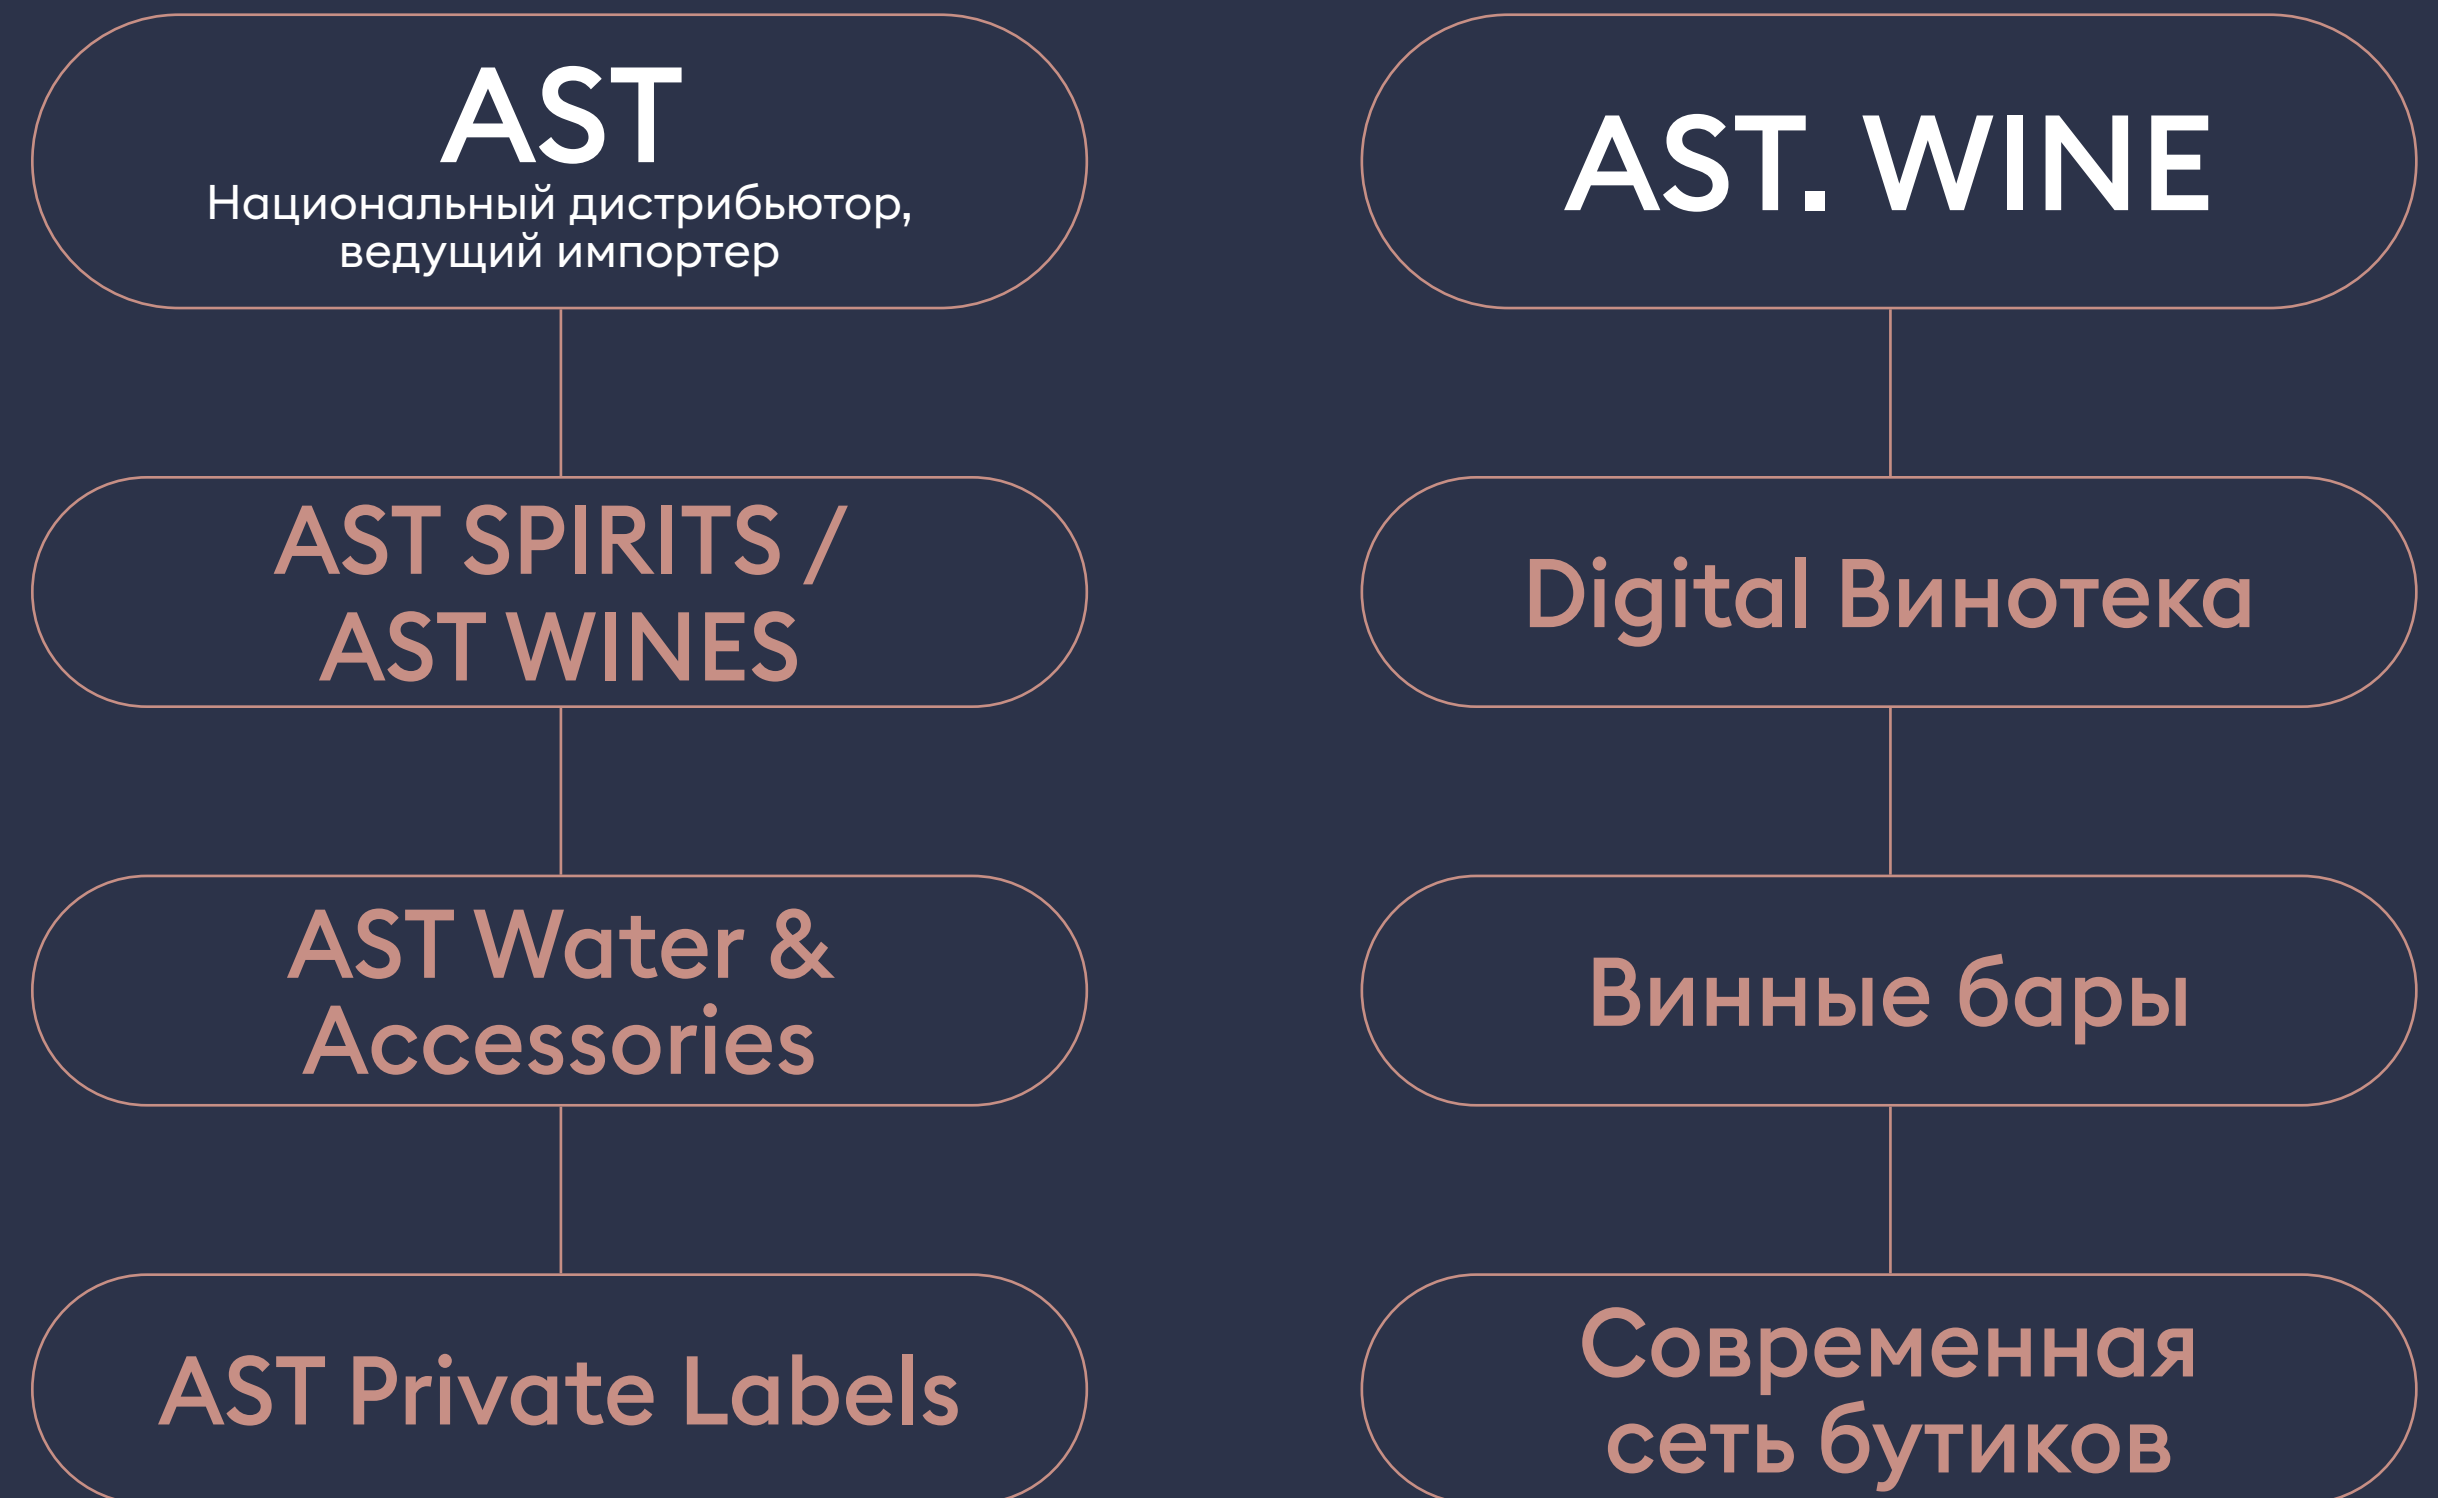 AST
Национальный дистрибьютор,
ведущий импортер
AST SPIRITS /
AST WINES
AST Water &
Accessories
AST Private Labels
AST. WINE
Digital Винотека
Винные бары
Современная
сеть бутиков